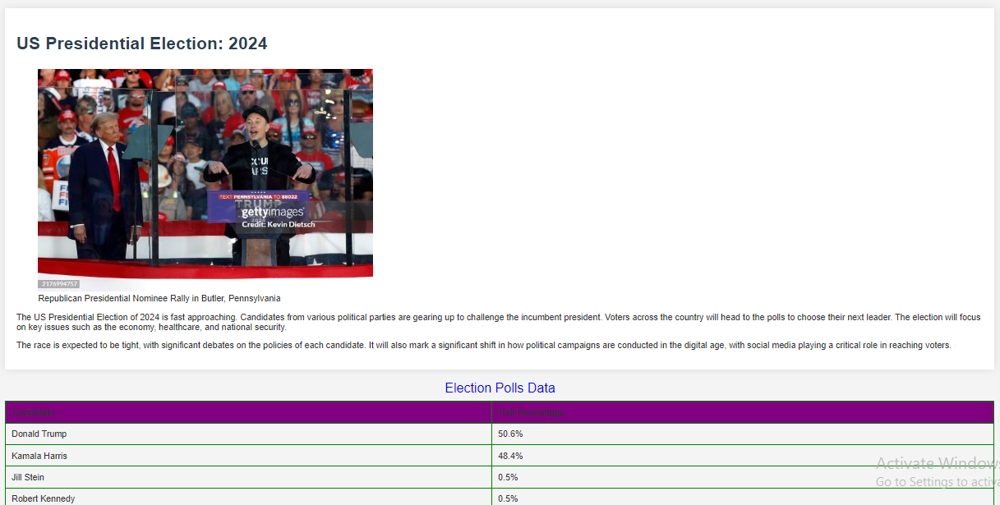 US Presidential Election: 2024
TEXT PENNSYLVANIA TO 88022
TRUMP
gettyimages
Credit: Kevin Dietsch
2176994757
Republican Presidential Nominee Rally in Butler, Pennsylvania
The US Presidential Election of 2024 is fast approaching. Candidates from various political parties are gearing up to challenge the incumbent president. Voters across the country will head to the polls to choose their next leader. The election will focus
on key issues such as the economy, healthcare, and national security.
The race is expected to be tight, with significant debates on the policies of each candidate. It will also mark a significant shift in how political campaigns are conducted in the digital age, with social media playing a critical role in reaching voters.
Election Polls Data
Candidate Poll Percentage
Donald Trump 50.6%
Kamala Harris 48.4%
Jill Stein 0.5%
Robert Kennedy 0.5%
Activate Windows
Go to Settings to activa